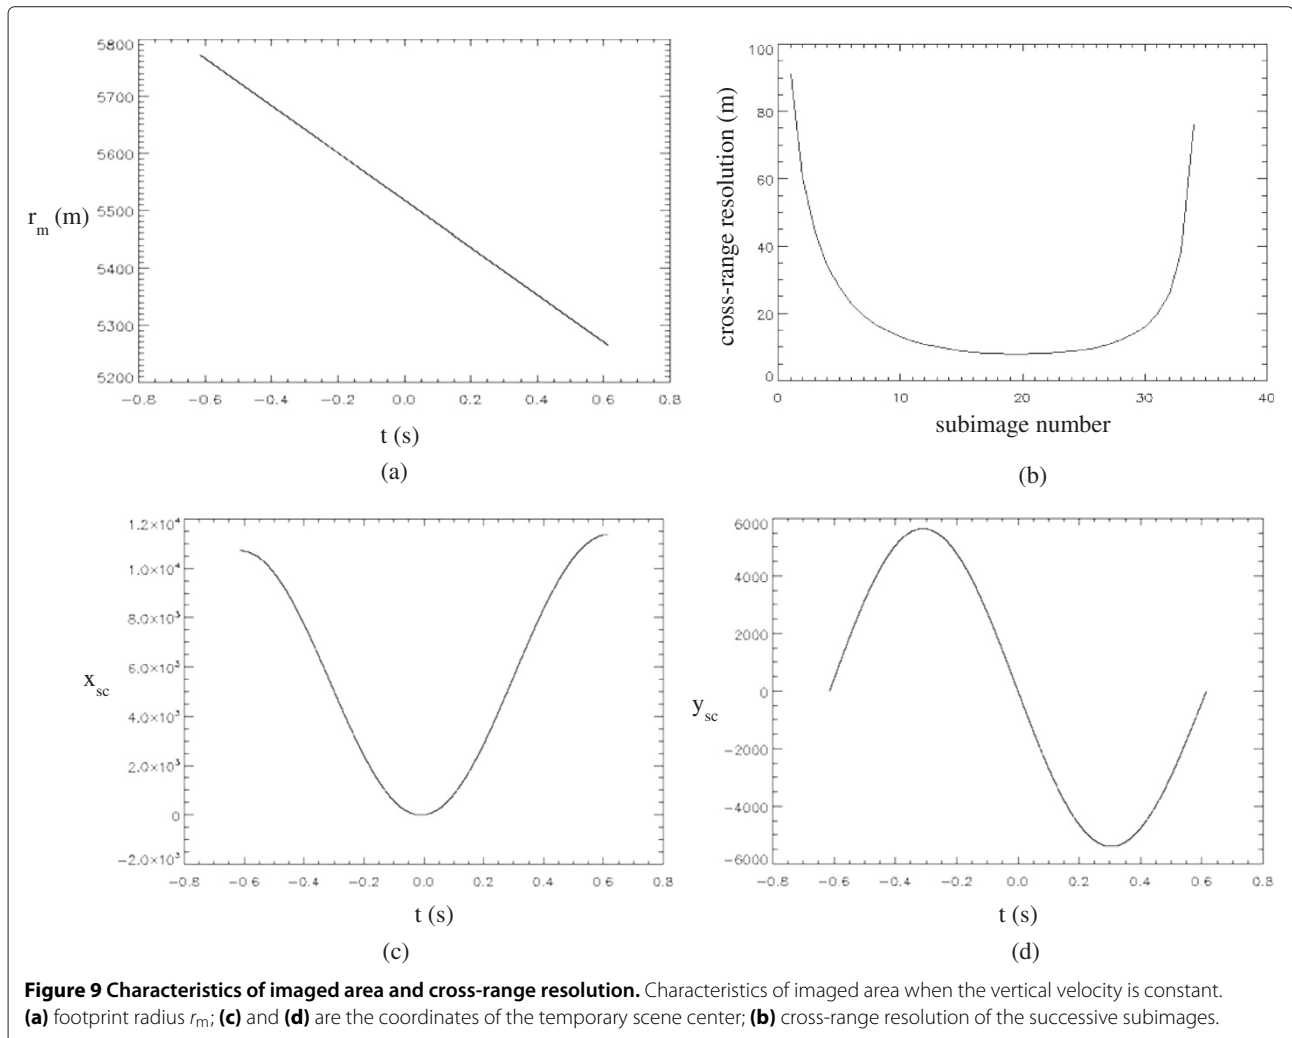 5800
5700
5600
r_m (m)
5500
5400
5300
5200
−0.8 −0.6 −0.4 −0.2 0.0 0.2 0.4 0.6 0.8
t (s)
(a)
100
80
60
cross-range resolution (m)
40
20
0
0 10 20 30 40
subimage number
(b)
1.2×10⁴
1.0×10⁴
8.0×10³
6.0×10³
x_sc
4.0×10³
2.0×10³
0
−2.0×10³
−0.8 −0.6 −0.4 −0.2 0.0 0.2 0.4 0.6 0.8
t (s)
(c)
6000
4000
2000
0
y_sc
−2000
−4000
−6000
−0.8 −0.6 −0.4 −0.2 0.0 0.2 0.4 0.6 0.8
t (s)
(d)
Figure 9 Characteristics of imaged area and cross-range resolution. Characteristics of imaged area when the vertical velocity is constant.
(a) footprint radius r_m; (c) and (d) are the coordinates of the temporary scene center; (b) cross-range resolution of the successive subimages.